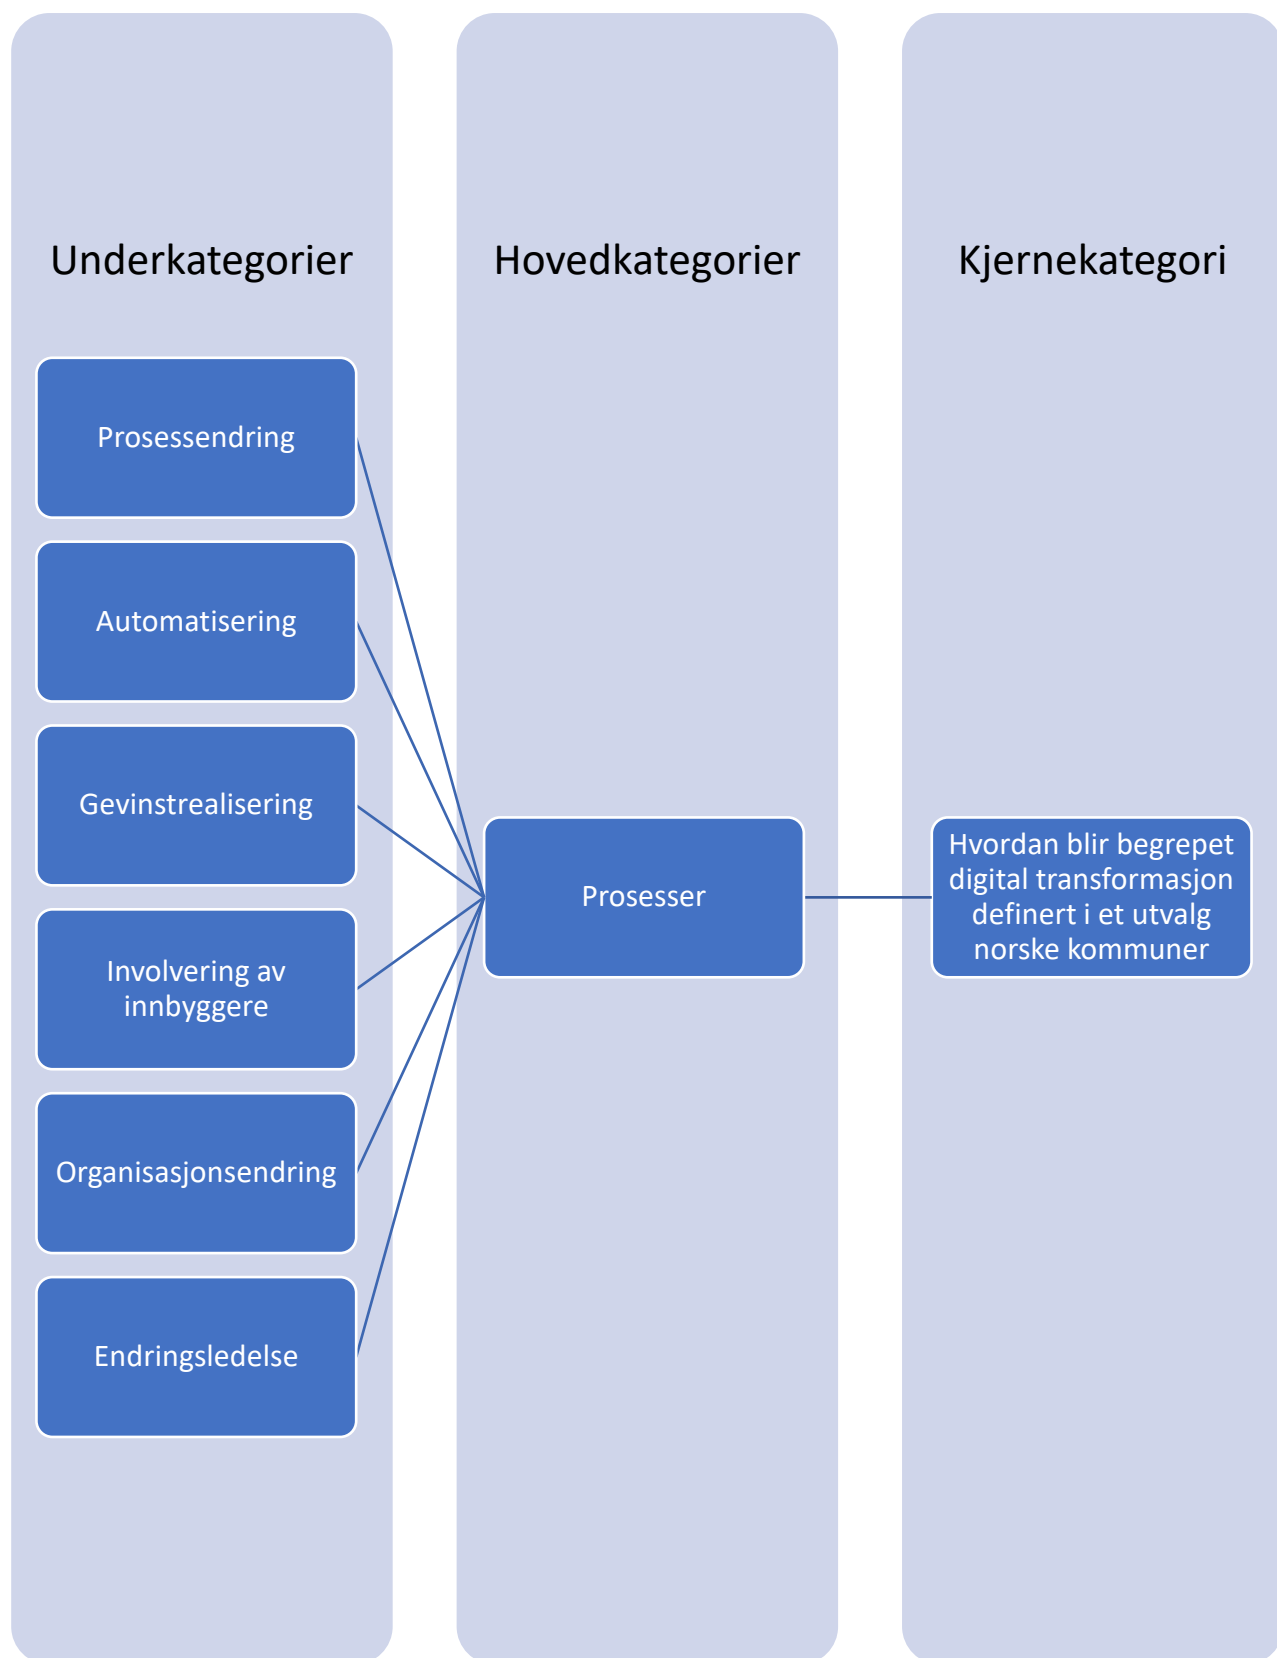 Underkategorier
Hovedkategorier
Kjernekategori
Prosessendring
Automatisering
Gevinstrealisering
Involvering av
innbyggere
Organisasjonsendring
Endringsledelse
Prosesser
Hvordan blir begrepet
digital transformasjon
definert i et utvalg
norske kommuner